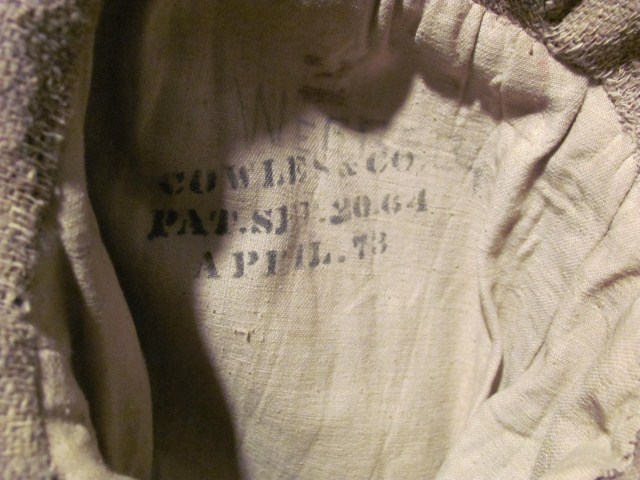 COWLES & CO.
PAT. SEP. 20. 64
APRIL. 73